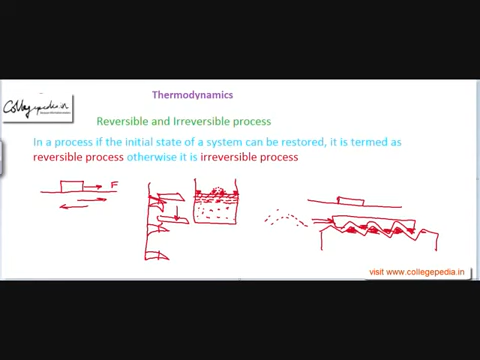 Thermodynamics
Collegepedia.in
Reversible and Irreversible process
In a process if the initial state of a system can be restored, it is termed as
reversible process otherwise it is irreversible process
F
visit www.collegepedia.in